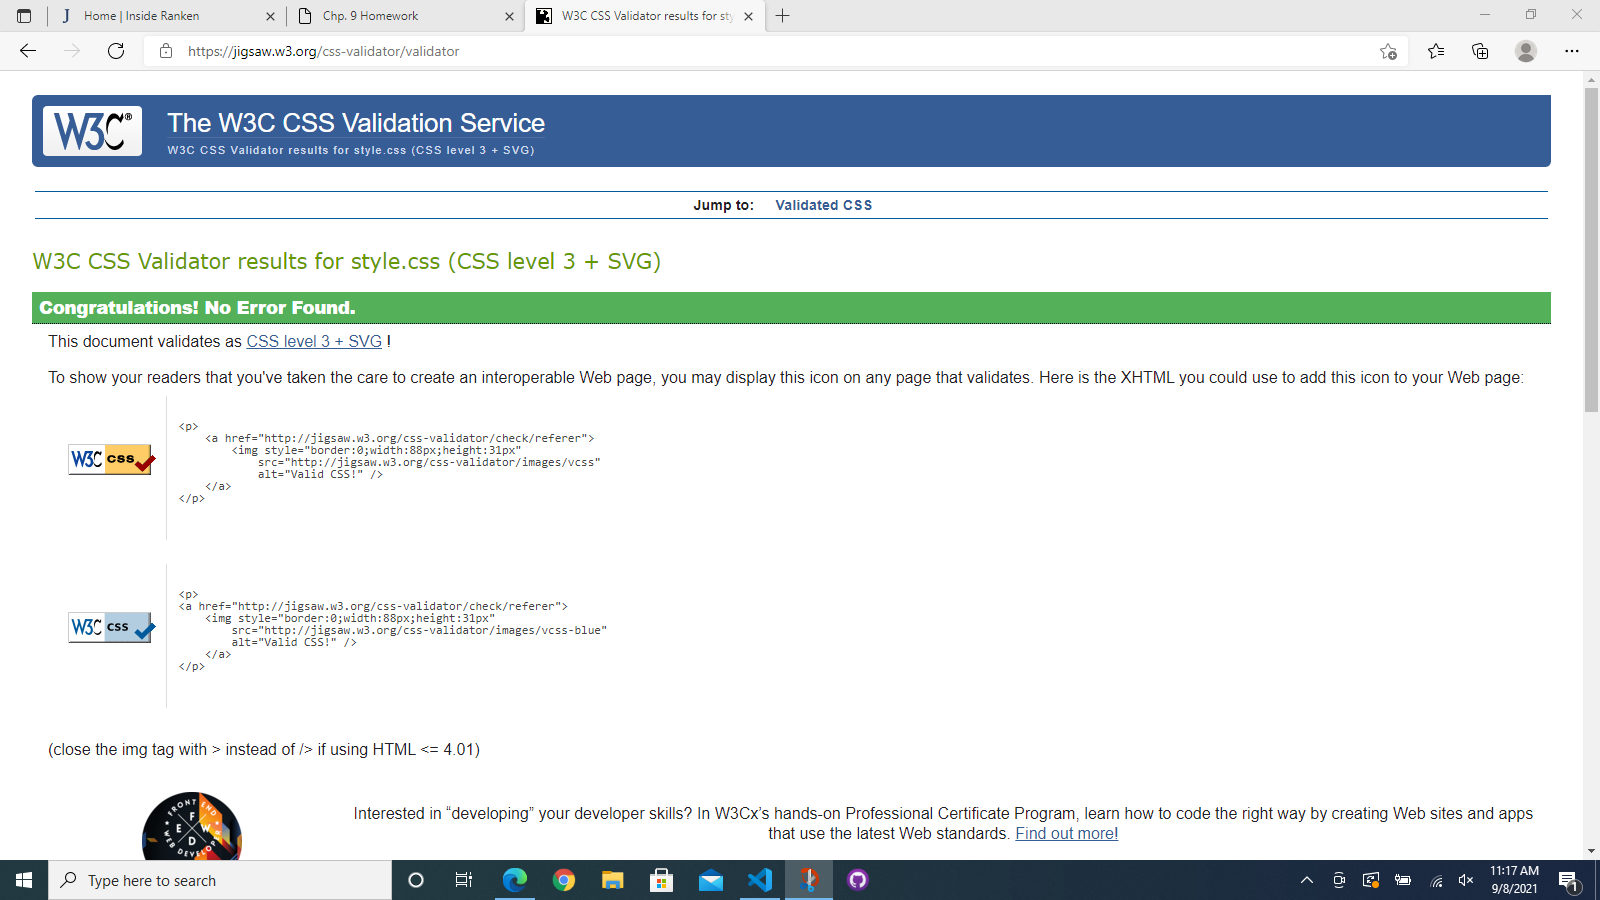 Home | Inside Ranken
Chp. 9 Homework
W3C CSS Validator results for sty
https://jigsaw.w3.org/css-validator/validator
W3C®
The W3C CSS Validation Service
W3C CSS Validator results for style.css (CSS level 3 + SVG)
Jump to: Validated CSS
W3C CSS Validator results for style.css (CSS level 3 + SVG)
Congratulations! No Error Found.
This document validates as CSS level 3 + SVG !
To show your readers that you've taken the care to create an interoperable Web page, you may display this icon on any page that validates. Here is the XHTML you could use to add this icon to your Web page:
W3C css
<p>
<a href="http://jigsaw.w3.org/css-validator/check/referer">
<img style="border:0;width:88px;height:31px"
src="http://jigsaw.w3.org/css-validator/images/vcss"
alt="Valid CSS!" />
</a>
</p>
W3C css
<p>
<a href="http://jigsaw.w3.org/css-validator/check/referer">
<img style="border:0;width:88px;height:31px"
src="http://jigsaw.w3.org/css-validator/images/vcss-blue"
alt="Valid CSS!" />
</a>
</p>
(close the img tag with > instead of /> if using HTML <= 4.01)
FRONT END
F
E W
D
WEB DEVELOPER
Interested in “developing” your developer skills? In W3Cx’s hands-on Professional Certificate Program, learn how to code the right way by creating Web sites and apps
that use the latest Web standards. Find out more!
Type here to search
11:17 AM
9/8/2021
1